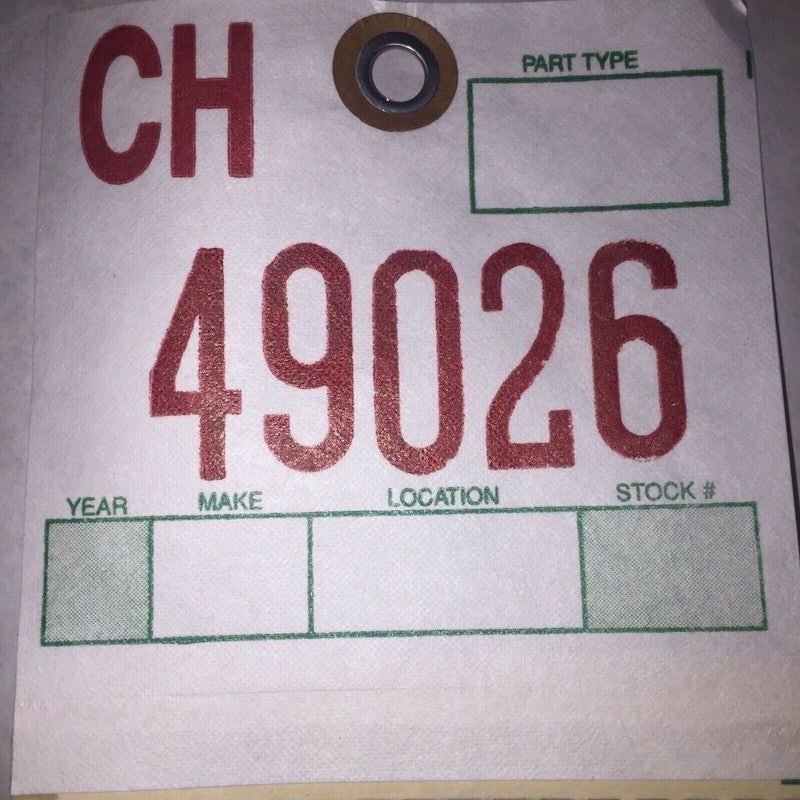 CH
PART TYPE
49026
YEAR MAKE LOCATION STOCK #